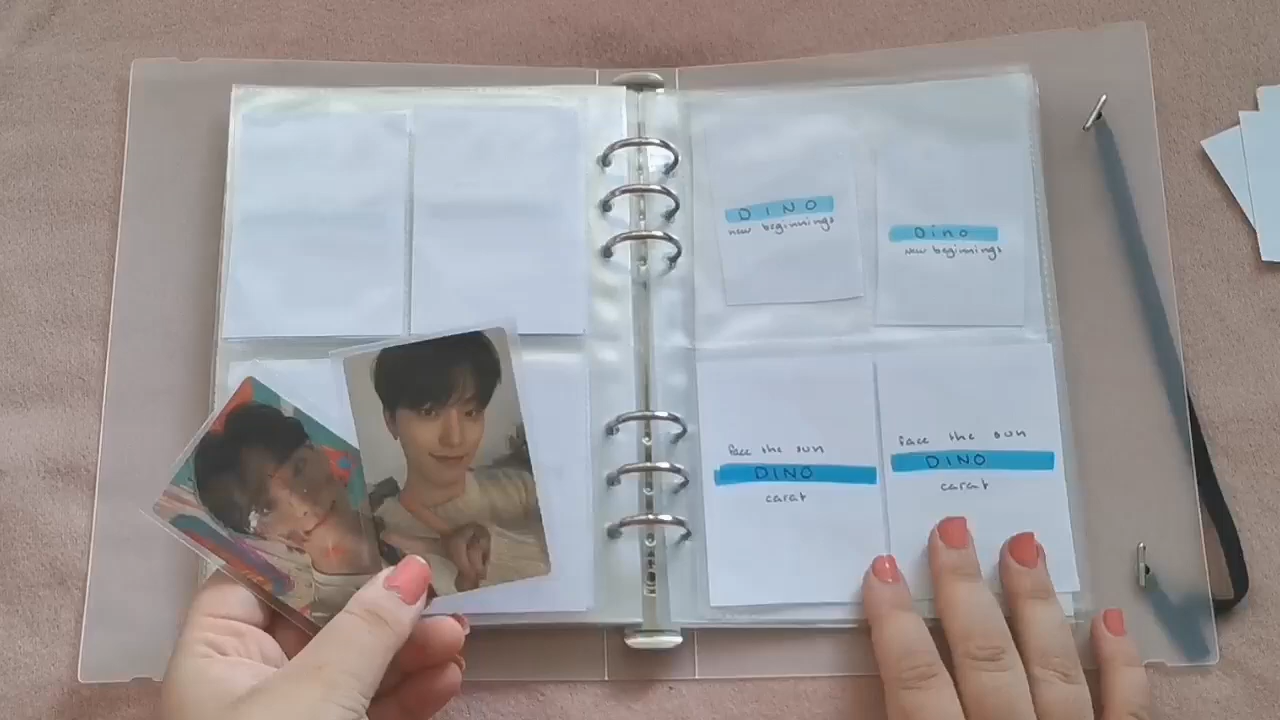 DINO
new beginnings
Dino
new beginnings
face the sun
DINO
carat
face the sun
DINO
carat